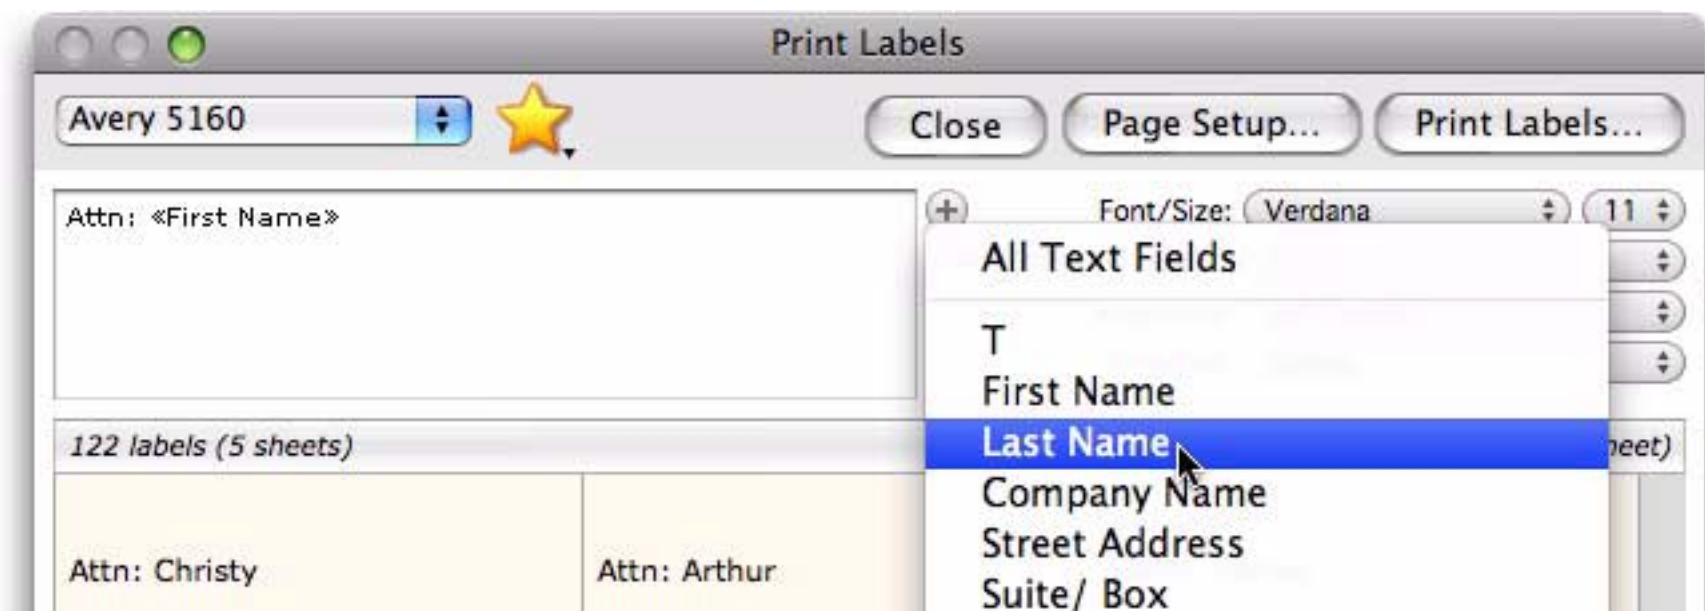 Print Labels
Avery 5160
Close
Page Setup...
Print Labels...
Attn: «First Name»
Font/Size: Verdana 11
All Text Fields
T
First Name
Last Name
Company Name
Street Address
Suite/ Box
122 labels (5 sheets)
Attn: Christy
Attn: Arthur